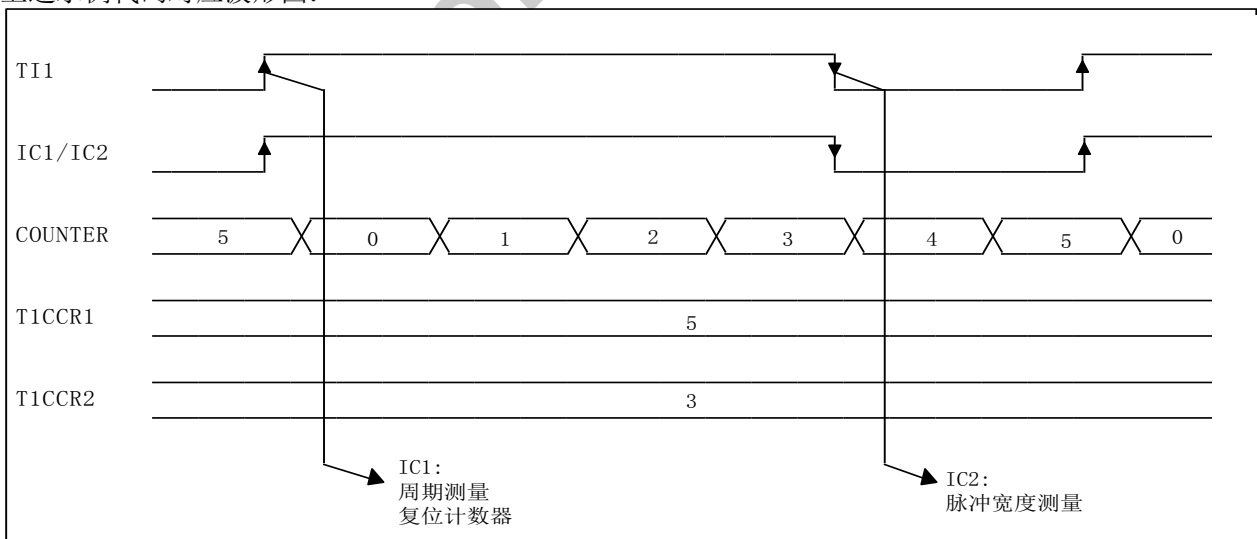 TI1
IC1/IC2
COUNTER 5 0 1 2 3 4 5 0
T1CCR1 5
T1CCR2 3
IC1:
周期测量
复位计数器
IC2:
脉冲宽度测量